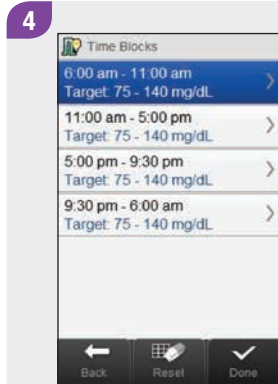 4
Time Blocks
6:00 am - 11:00 am
Target: 75 - 140 mg/dL
11:00 am - 5:00 pm
Target: 75 - 140 mg/dL
5:00 pm - 9:30 pm
Target: 75 - 140 mg/dL
9:30 pm - 6:00 am
Target: 75 - 140 mg/dL
Back Reset Done